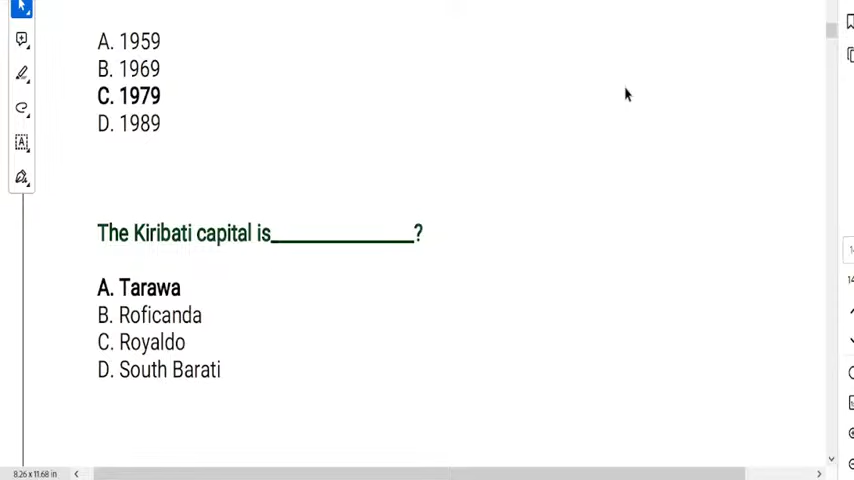 A. 1959
B. 1969
C. 1979
D. 1989
The Kiribati capital is______________?
A. Tarawa
B. Roficanda
C. Royaldo
D. South Barati
8.26 x 11.68 in